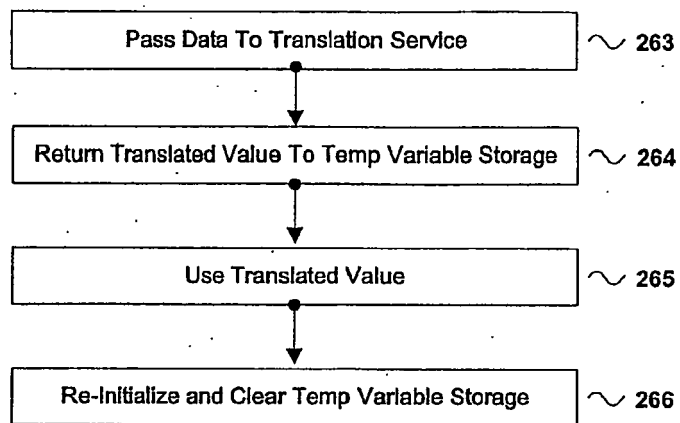 Pass Data To Translation Service 263
Return Translated Value To Temp Variable Storage 264
Use Translated Value 265
Re-Initialize and Clear Temp Variable Storage 266